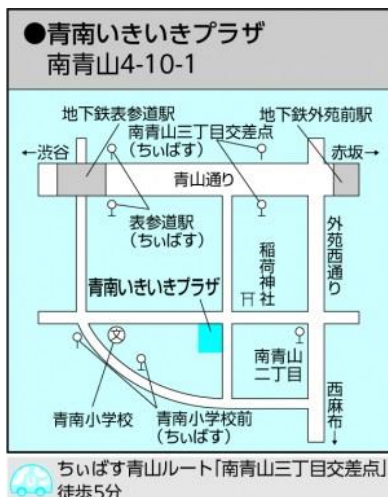 ●青南いきいきプラザ
南青山4-10-1
地下鉄表参道駅
地下鉄外苑前駅
南青山三丁目交差点
(ちぃばす)
←渋谷
赤坂→
青山通り
表参道駅
(ちぃばす)
稲荷神社
外苑西通り
青南いきいきプラザ
南青山
二丁目
青南小学校
青南小学校前
(ちぃばす)
西麻布→
ちぃばす青山ルート「南青山三丁目交差点」
徒歩5分